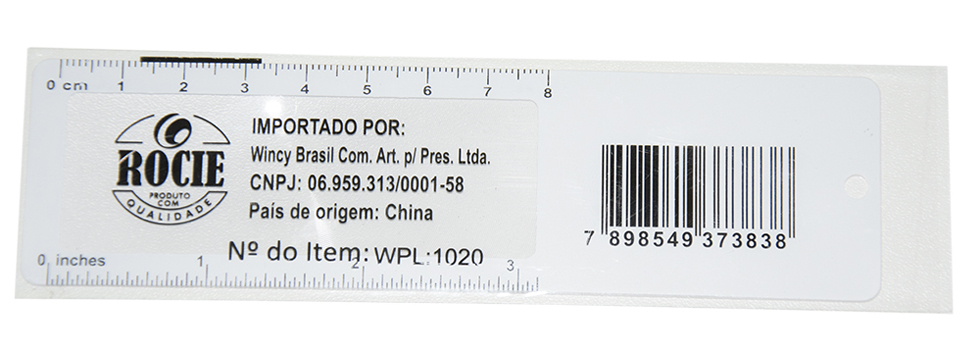 0 cm 1 2 3 4 5 6 7 8
ROCIE
PRODUTO
COM
QUALIDADE
IMPORTADO POR:
Wincy Brasil Com. Art. p/ Pres. Ltda.
CNPJ: 06.959.313/0001-58
País de origem: China
Nº do Item: WPL:1020
7 898549 373838
0 inches 1 2 3